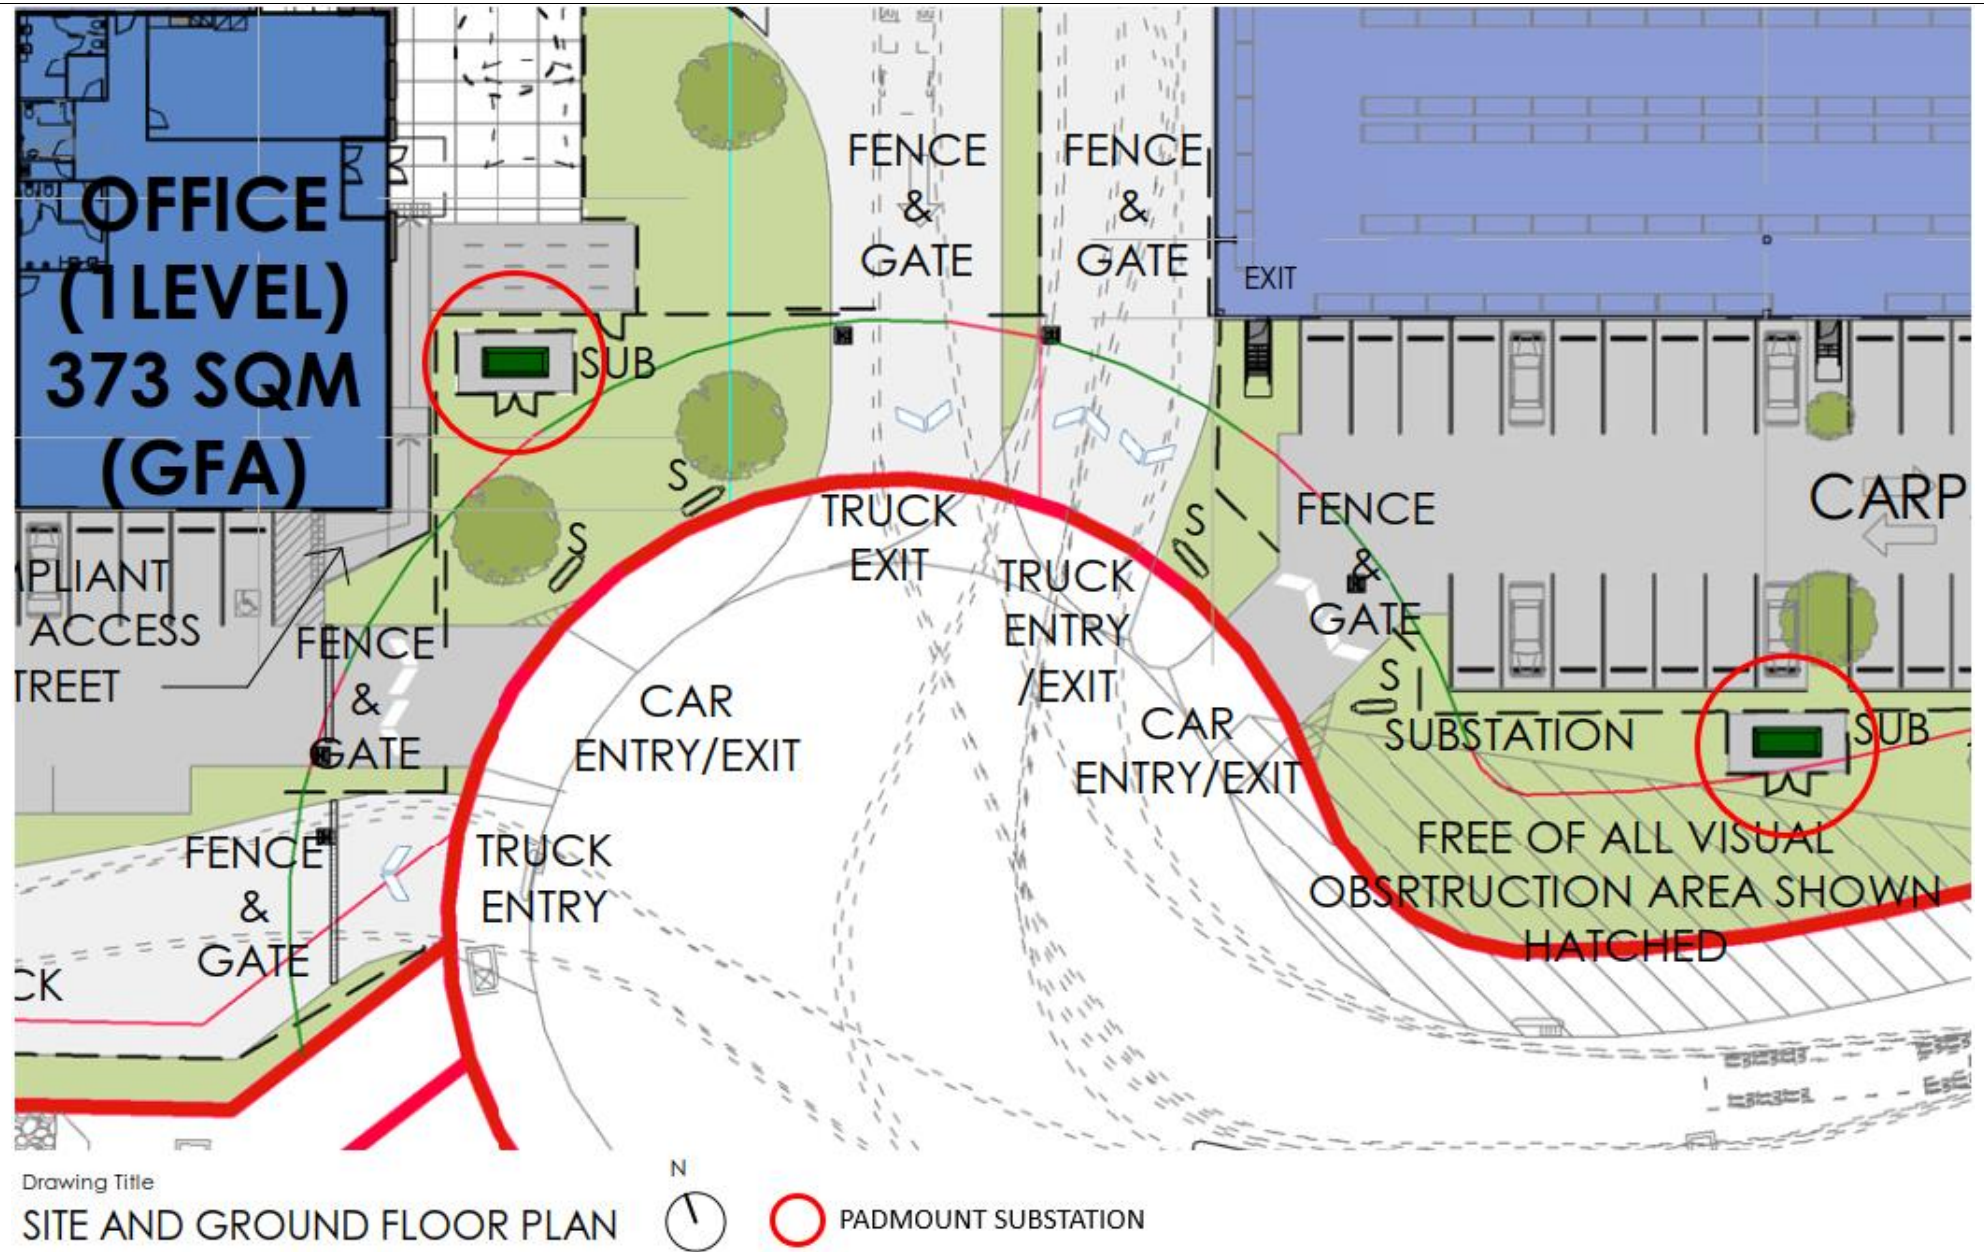 OFFICE
(1LEVEL)
373 SQM
(GFA)
FENCE
&
GATE
FENCE
&
GATE
EXIT
SUB
S
S
TRUCK
EXIT
TRUCK
ENTRY
/EXIT
S
FENCE
&
GATE
CARP
MPLIANT
ACCESS
TREET
FENCE
&
GATE
CAR
ENTRY/EXIT
CAR
ENTRY/EXIT
S
SUBSTATION
SUB
FREE OF ALL VISUAL
OBSRTRUCTION AREA SHOWN
HATCHED
FENCE
&
GATE
TRUCK
ENTRY
CK
Drawing Title
SITE AND GROUND FLOOR PLAN
N
PADMOUNT SUBSTATION